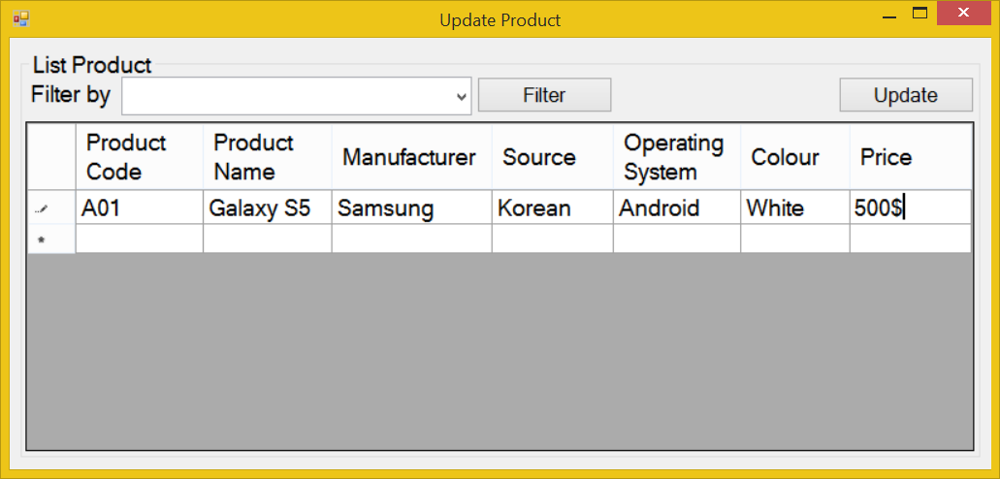 Update Product
List Product
Filter by
Filter
Update
Product Code
Product Name
Manufacturer
Source
Operating System
Colour
Price
A01 Galaxy S5 Samsung Korean Android White 500$
*